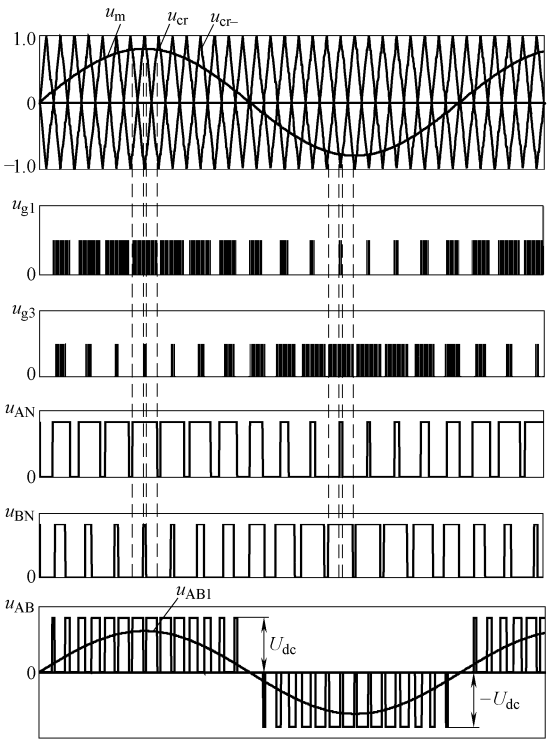 u_m u_cr u_cr–
1.0
0
–1.0
u_g1
0
u_g3
0
u_AN
0
u_BN
0
u_AB u_AB1
U_dc
0
–U_dc